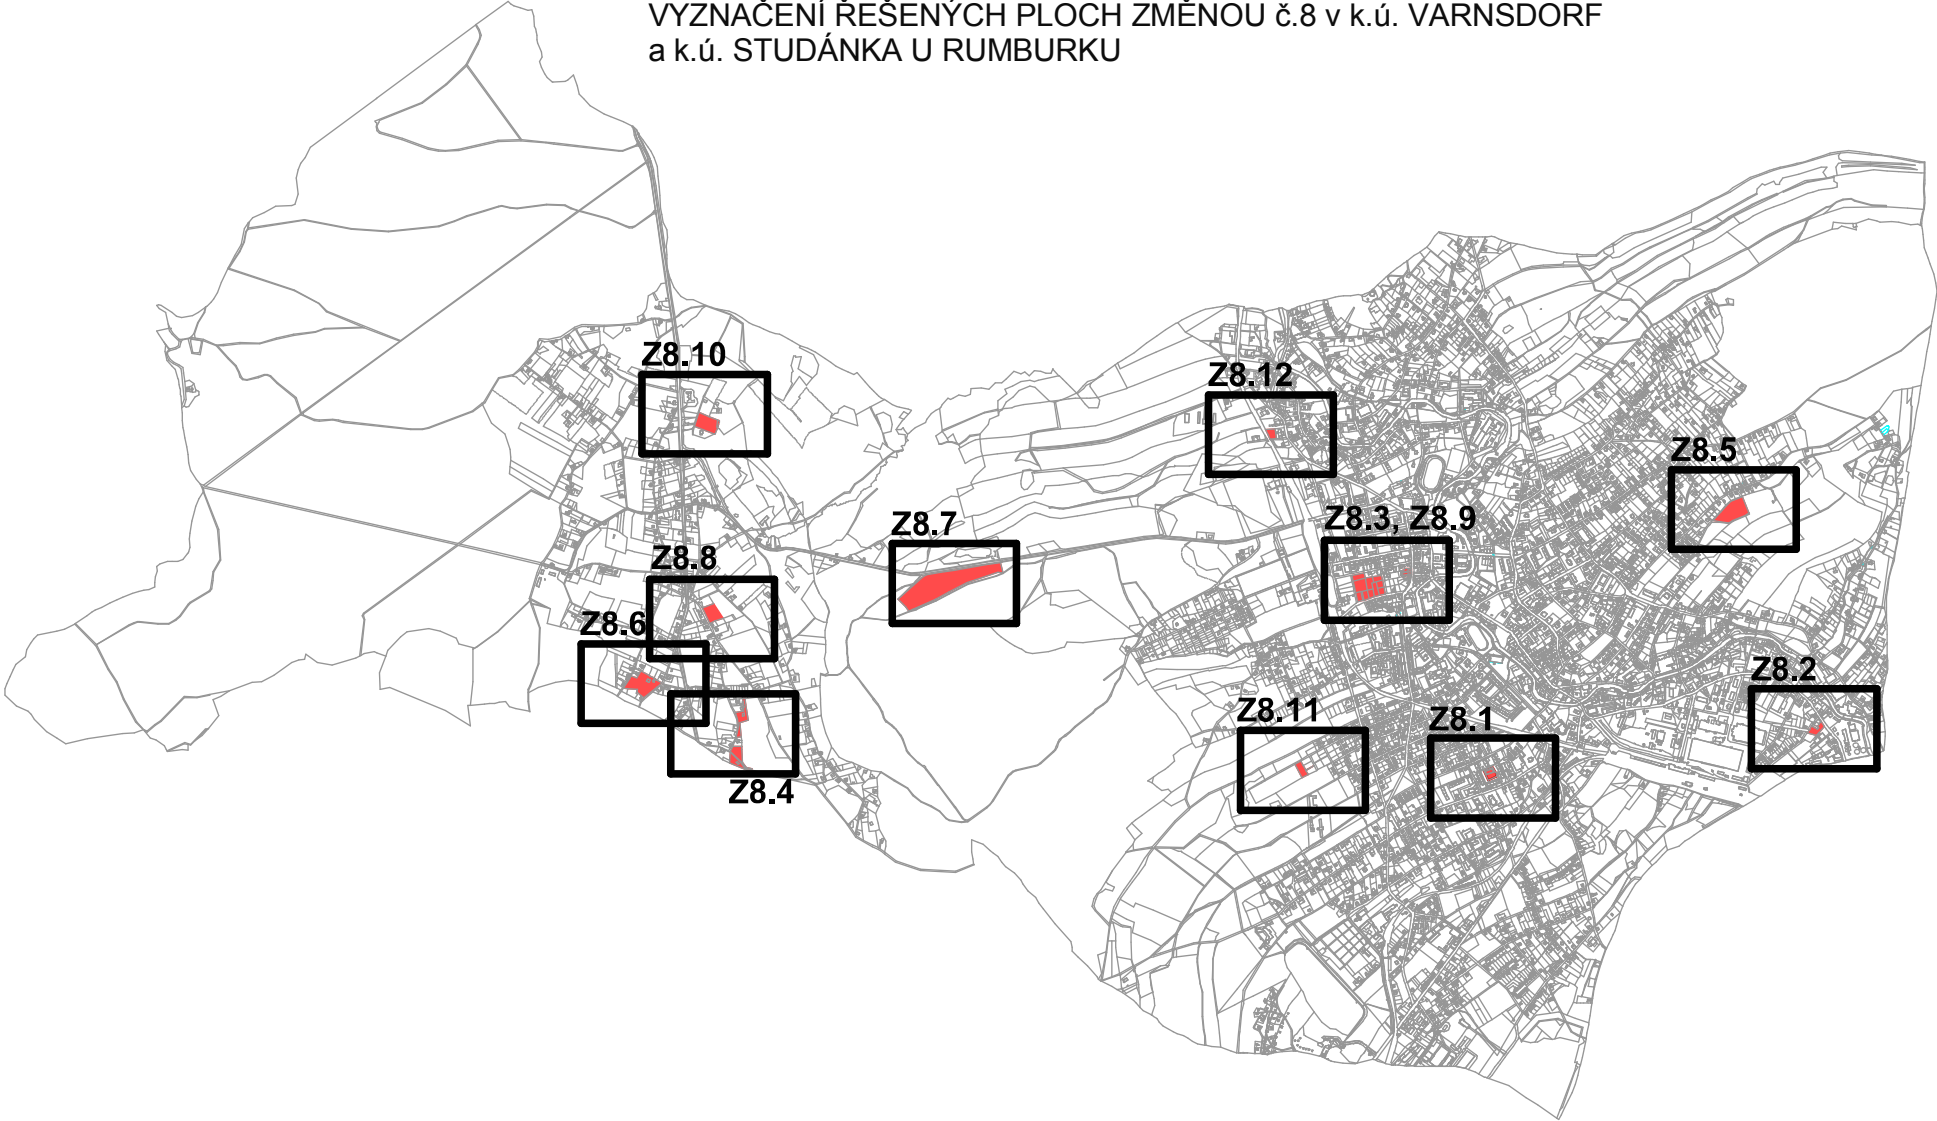 VYZNAČENÍ ŘEŠENÝCH PLOCH ZMĚNOU č.8 v k.ú. VARNSDORF
a k.ú. STUDÁNKA U RUMBURKU
Z8.10
Z8.12
Z8.5
Z8.7
Z8.3, Z8.9
Z8.8
Z8.6
Z8.2
Z8.11
Z8.1
Z8.4